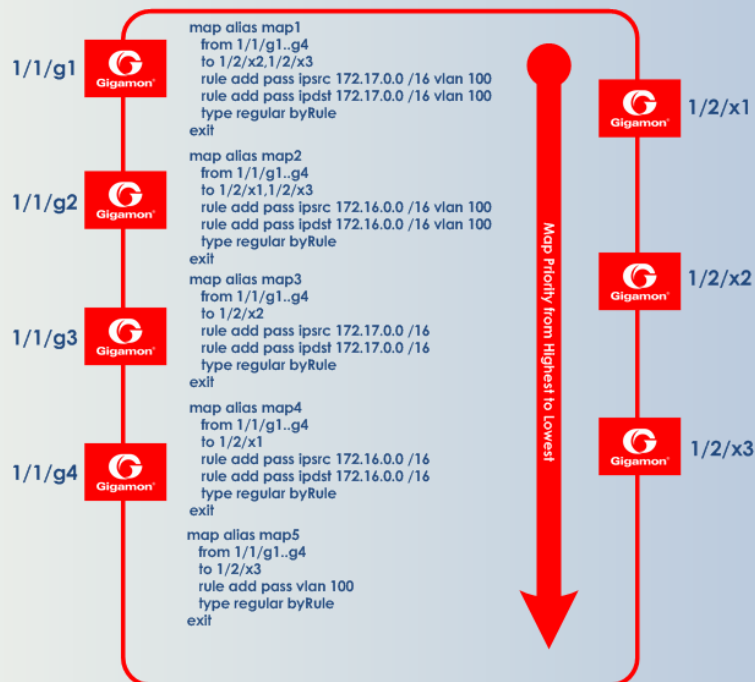 1/1/g1
Gigamon®
1/1/g2
Gigamon®
1/1/g3
Gigamon®
1/1/g4
Gigamon®
map alias map1
from 1/1/g1..g4
to 1/2/x2,1/2/x3
rule add pass ipsrc 172.17.0.0 /16 vlan 100
rule add pass ipdst 172.17.0.0 /16 vlan 100
type regular byRule
exit
map alias map2
from 1/1/g1..g4
to 1/2/x1,1/2/x3
rule add pass ipsrc 172.16.0.0 /16 vlan 100
rule add pass ipdst 172.16.0.0 /16 vlan 100
type regular byRule
exit
map alias map3
from 1/1/g1..g4
to 1/2/x2
rule add pass ipsrc 172.17.0.0 /16
rule add pass ipdst 172.17.0.0 /16
type regular byRule
exit
map alias map4
from 1/1/g1..g4
to 1/2/x1
rule add pass ipsrc 172.16.0.0 /16
rule add pass ipdst 172.16.0.0 /16
type regular byRule
exit
map alias map5
from 1/1/g1..g4
to 1/2/x3
rule add pass vlan 100
type regular byRule
exit
Map Priority from Highest to Lowest
Gigamon®
1/2/x1
Gigamon®
1/2/x2
Gigamon®
1/2/x3